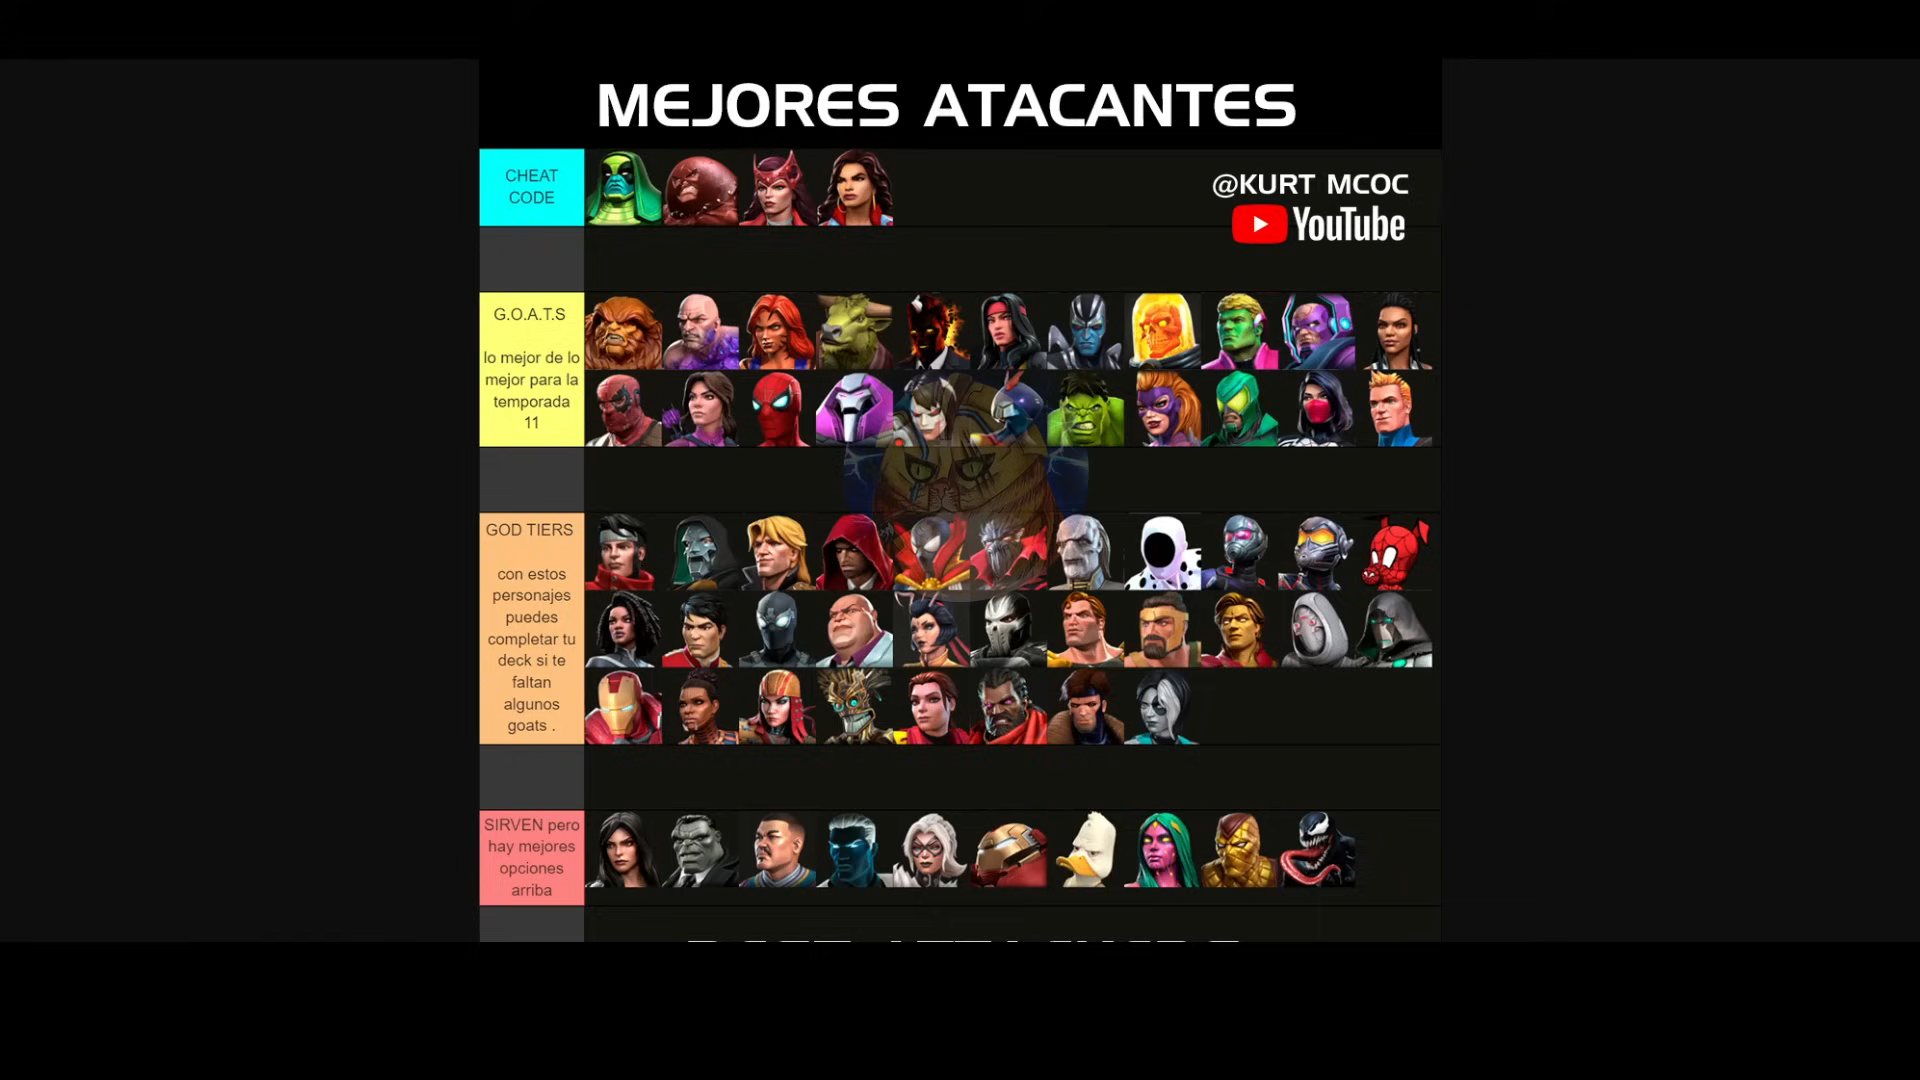 MEJORES ATACANTES
CHEAT
CODE
@KURT MCOC
YouTube
G.O.A.T.S
lo mejor de lo
mejor para la
temporada
11
GOD TIERS
con estos
personajes
puedes
completar tu
deck si te
faltan
algunos
goats .
SIRVEN pero
hay mejores
opciones
arriba